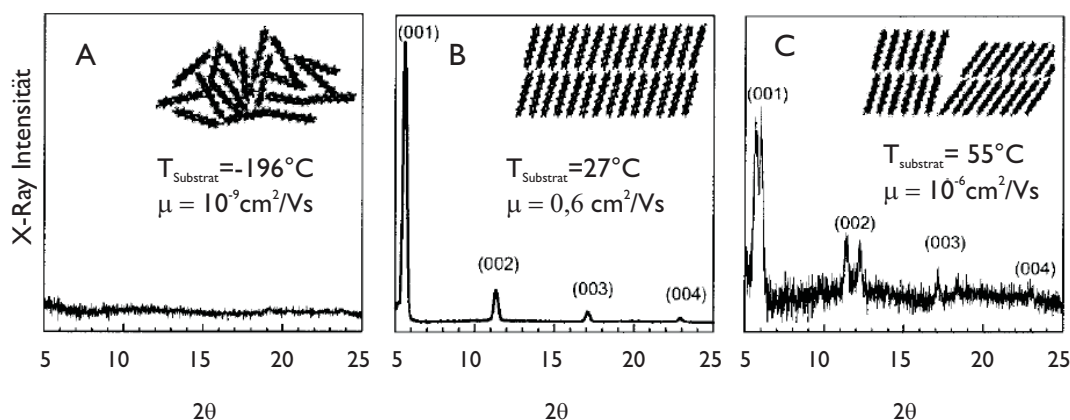 X-Ray Intensität
A
T_Substrat=-196°C
μ = 10⁻⁹cm²/Vs
5 10 15 20 25
2θ
(001)
B
T_Substrat=27°C
μ = 0,6 cm²/Vs
(002)
(003)
(004)
5 10 15 20 25
2θ
C
(001)
T_substrat= 55°C
μ = 10⁻⁶cm²/Vs
(002)
(003)
(004)
5 10 15 20 25
2θ